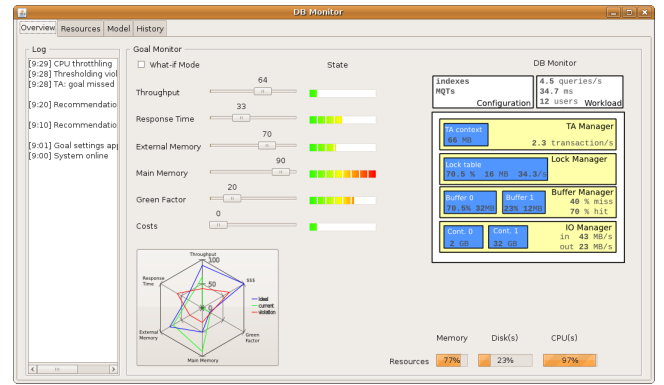 DB Monitor
Overview Resources Model History
Log
[9:29] CPU throtthling
[9:28] Thresholding viol
[9:28] TA: goal missed
[9:20] Recommendatio
[9:10] Recommendatio
[9:01] Goal settings ap
[9:00] System online
Goal Monitor
What-if Mode State
64
Throughput
33
Response Time
70
External Memory
90
Main Memory
20
Green Factor
0
Costs
Throughput
100
Response Time
$$$
50
0
Ideal
current
violation
External Memory
Green Factor
Main Memory
DB Monitor
indexes
MQTs
Configuration
4.5 queries/s
34.7 ms
12 users Workload
TA context
66 MB
TA Manager
2.3 transaction/s
Lock table
70.5 % 16 MB 34.3/s
Lock Manager
Buffer 0
70.5% 32MB
Buffer 1
23% 12MB
Buffer Manager
40 % miss
70 % hit
Cont. 0
2 GB
Cont. 1
32 GB
IO Manager
in 43 MB/s
out 23 MB/s
Memory Disk(s) CPU(s)
Resources 77% 23% 97%